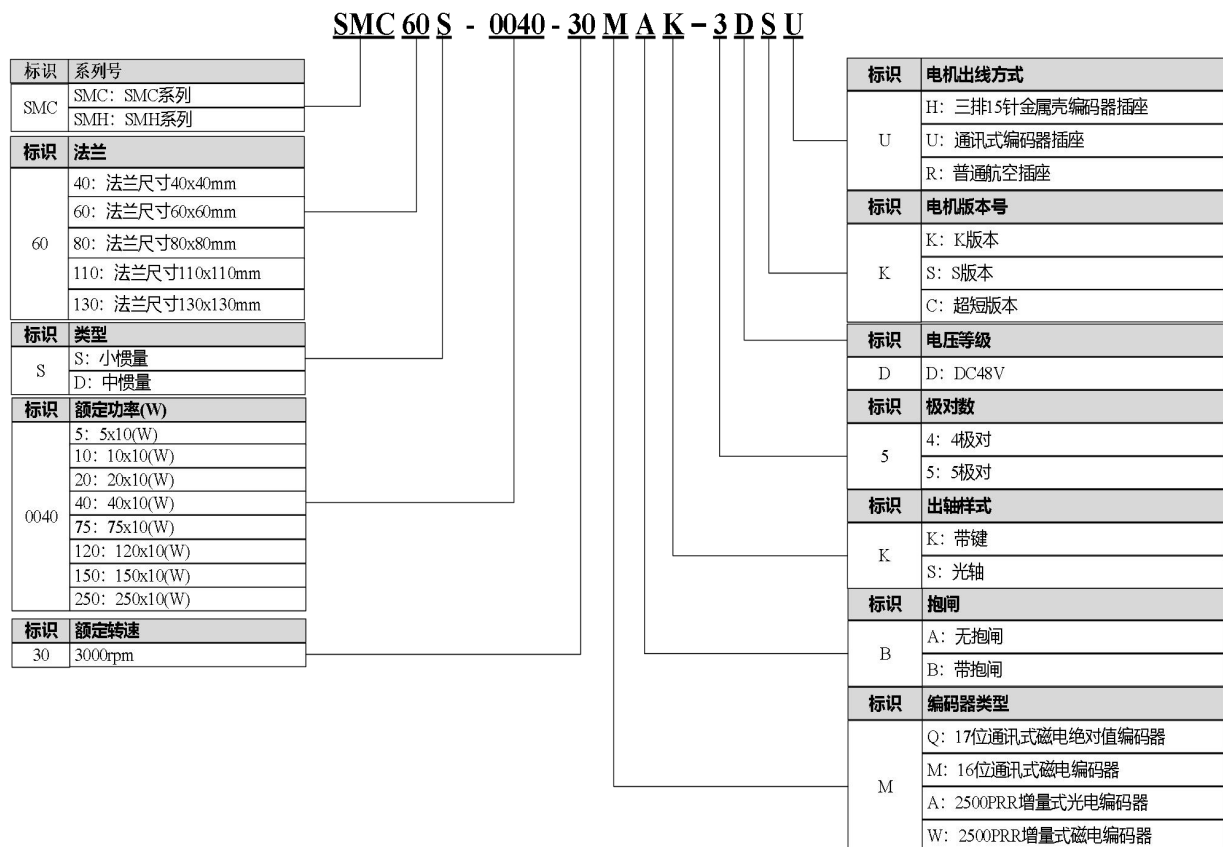 SMC 60 S - 0040 - 30 M A K - 3 D S U
标识 系列号
SMC
SMC：SMC系列
SMH：SMH系列
标识 法兰
60
40：法兰尺寸40x40mm
60：法兰尺寸60x60mm
80：法兰尺寸80x80mm
110：法兰尺寸110x110mm
130：法兰尺寸130x130mm
标识 类型
S
S：小惯量
D：中惯量
标识 额定功率(W)
0040
5：5x10(W)
10：10x10(W)
20：20x10(W)
40：40x10(W)
75：75x10(W)
120：120x10(W)
150：150x10(W)
250：250x10(W)
标识 额定转速
30 3000rpm
标识 电机出线方式
U
H：三排15针金属壳编码器插座
U：通讯式编码器插座
R：普通航空插座
标识 电机版本号
K
K：K版本
S：S版本
C：超短版本
标识 电压等级
D D：DC48V
标识 极对数
5
4：4极对
5：5极对
标识 出轴样式
K
K：带键
S：光轴
标识 抱闸
B
A：无抱闸
B：带抱闸
标识 编码器类型
M
Q：17位通讯式磁电绝对值编码器
M：16位通讯式磁电编码器
A：2500PRR增量式光电编码器
W：2500PRR增量式磁电编码器